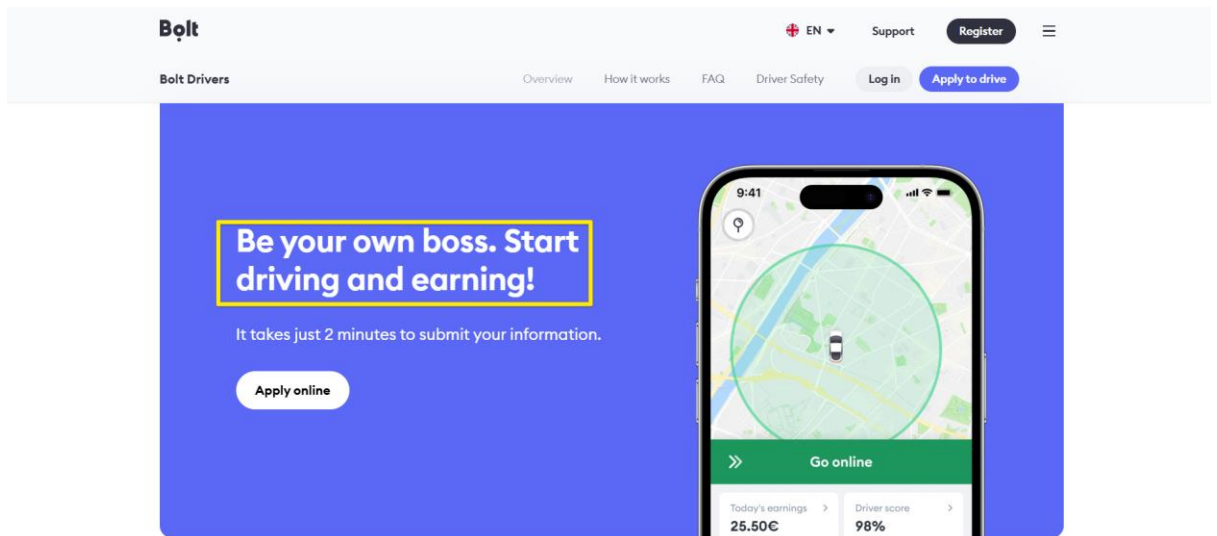 Bolt
EN
Support
Register
Bolt Drivers
Overview
How it works
FAQ
Driver Safety
Log in
Apply to drive
Be your own boss. Start
driving and earning!
It takes just 2 minutes to submit your information.
Apply online
9:41
Go online
Today's earnings
Driver score
25.50€
98%